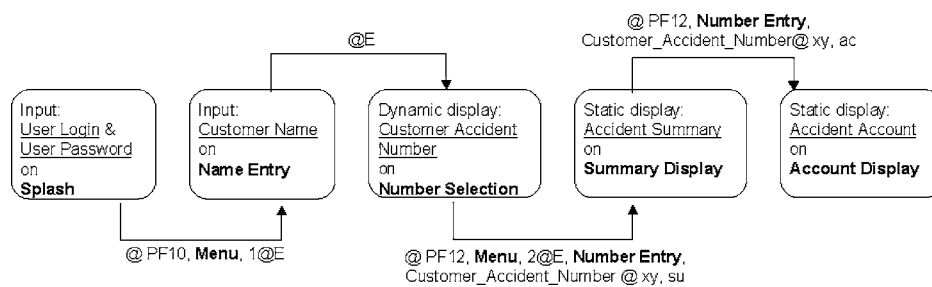 @ PF12, Number Entry,
Customer_Accident_Number@ xy, ac
@E
Input:
User Login &
User Password
on
Splash
Input:
Customer Name
on
Name Entry
Dynamic display:
Customer Accident
Number
on
Number Selection
Static display:
Accident Summary
on
Summary Display
Static display:
Accident Account
on
Account Display
@ PF10, Menu, 1@E
@ PF12, Menu, 2@E, Number Entry,
Customer_Accident_Number @ xy, su